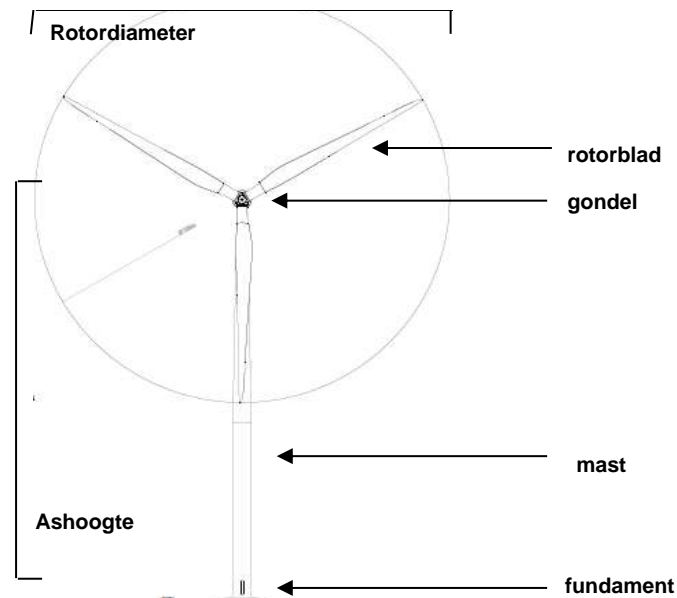 Rotordiameter
rotorblad
gondel
mast
Ashoogte
fundament